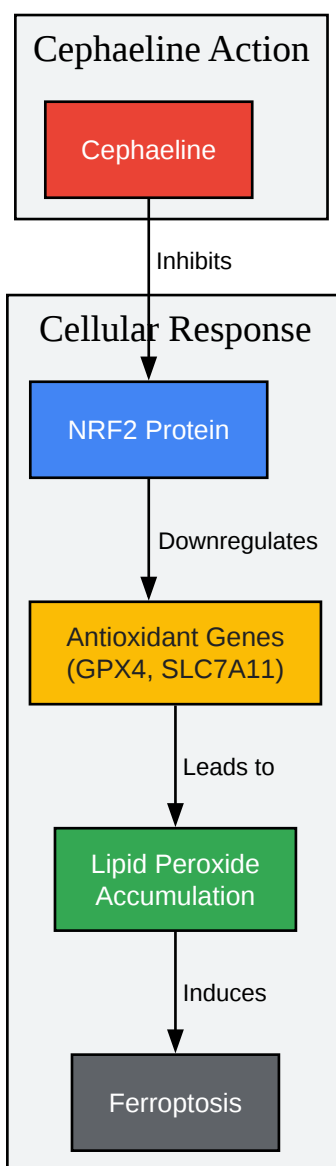 Cephaeline Action
Cephaeline
Inhibits
Cellular Response
NRF2 Protein
Downregulates
Antioxidant Genes
(GPX4, SLC7A11)
Leads to
Lipid Peroxide
Accumulation
Induces
Ferroptosis